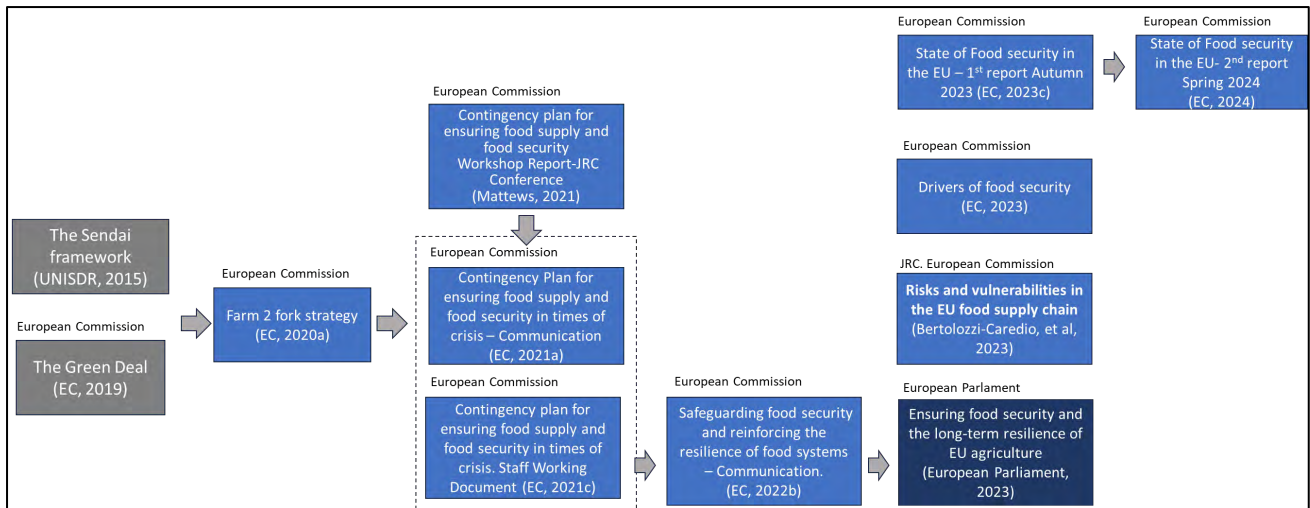 The Sendai
framework
(UNISDR, 2015)
European Commission
The Green Deal
(EC, 2019)
European Commission
Farm 2 fork strategy
(EC, 2020a)
European Commission
Contingency plan for
ensuring food supply and
food security
Workshop Report-JRC
Conference
(Mattews, 2021)
European Commission
Contingency Plan for
ensuring food supply and
food security in times of
crisis – Communication
(EC, 2021a)
European Commission
Contingency plan for
ensuring food supply and
food security in times of
crisis. Staff Working
Document (EC, 2021c)
European Commission
Safeguarding food security
and reinforcing the
resilience of food systems
– Communication.
(EC, 2022b)
European Commission
State of Food security in
the EU – 1st report Autumn
2023 (EC, 2023c)
European Commission
State of Food security
in the EU- 2nd report
Spring 2024
(EC, 2024)
European Commission
Drivers of food security
(EC, 2023)
JRC. European Commission
Risks and vulnerabilities in
the EU food supply chain
(Bertolozzi-Caredio, et al,
2023)
European Parlament
Ensuring food security and
the long-term resilience of
EU agriculture
(European Parliament,
2023)